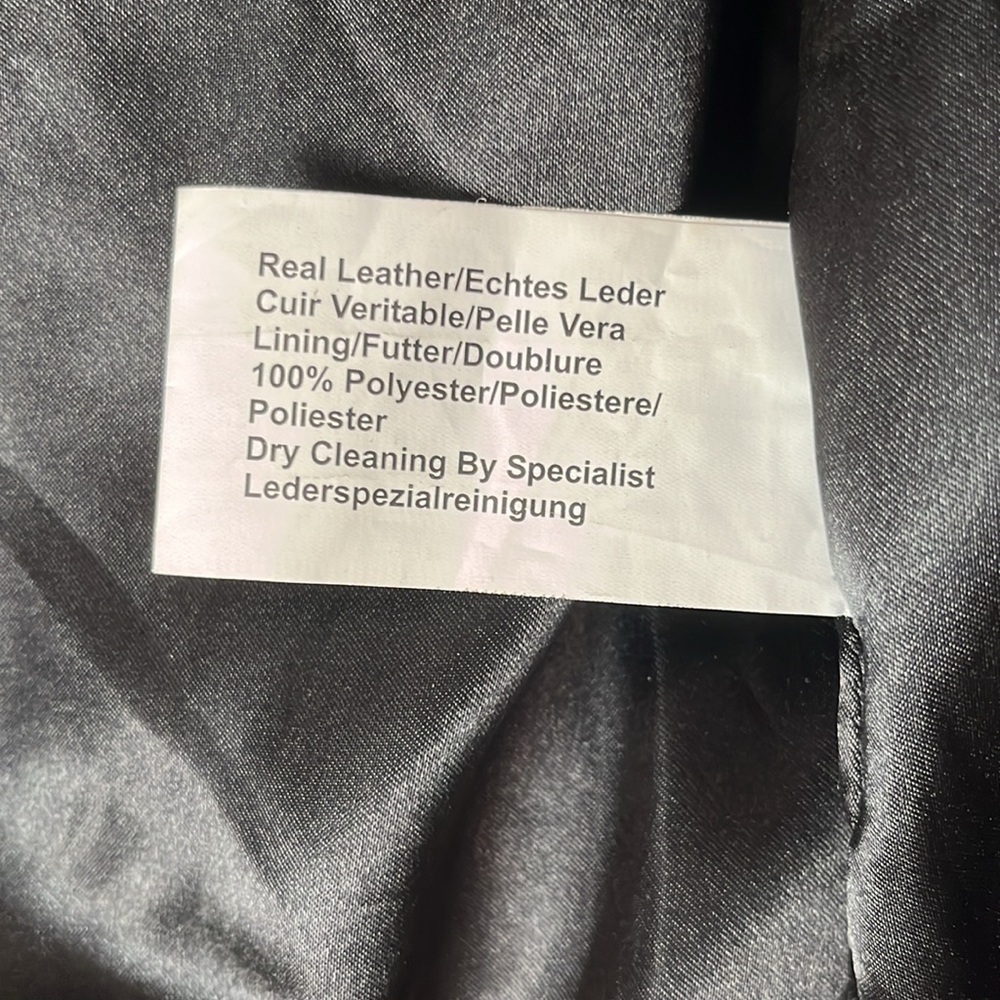 Real Leather/Echtes Leder
Cuir Veritable/Pelle Vera
Lining/Futter/Doublure
100% Polyester/Poliestere/
Poliester
Dry Cleaning By Specialist
Lederspezialreinigung